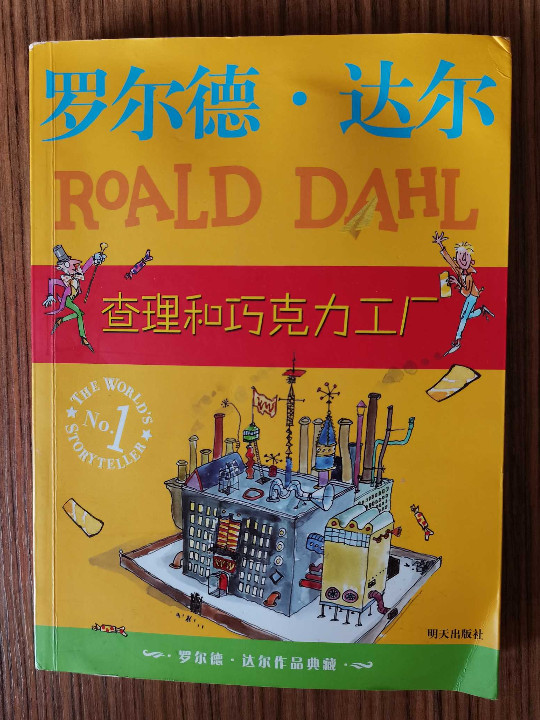 罗尔德·达尔
ROALD DAHL
查理和巧克力工厂
THE WORLD'S
No.1
STORYTELLER
明天出版社
罗尔德·达尔作品典藏